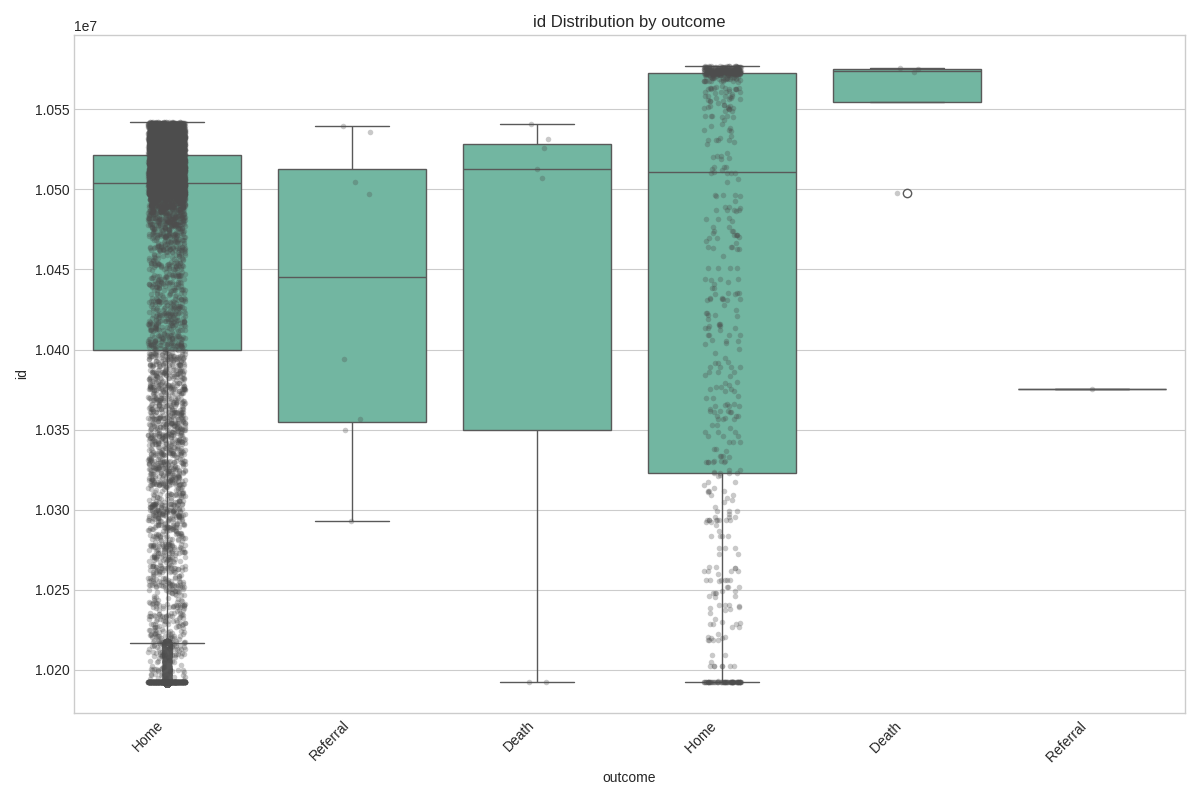 id Distribution by outcome
1e7
1.055
1.050
1.045
1.040
1.035
1.030
1.025
1.020
id
Home
Referral
Death
Home
Death
Referral
outcome